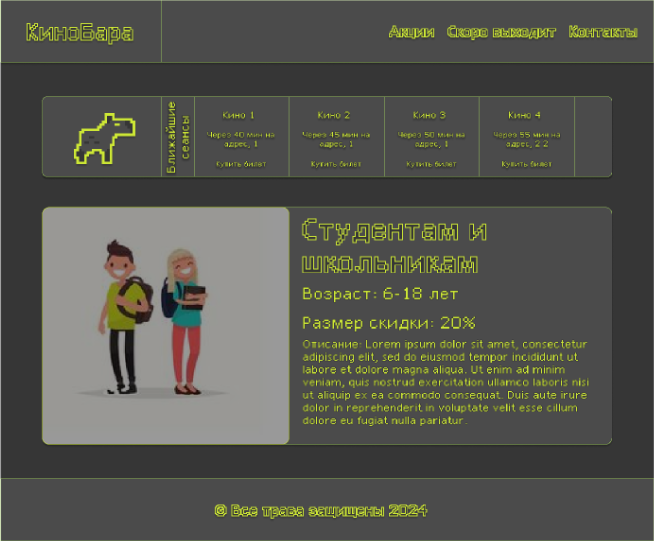 КиноБара
Акции Скоро выходит Контакты
Ближайшие
сеансы
Кино 1
Через 40 мин на
адрес, 1
Купить билет
Кино 2
Через 45 мин на
адрес, 1
Купить билет
Кино 3
Через 50 мин на
адрес, 1
Купить билет
Кино 4
Через 55 мин на
адрес, 2 2
Купить билет
Студентам и
школьникам
Возраст: 6-18 лет
Размер скидки: 20%
Описание: Lorem ipsum dolor sit amet, consectetur
adipiscing elit, sed do eiusmod tempor incididunt ut
labore et dolore magna aliqua. Ut enim ad minim
veniam, quis nostrud exercitation ullamco laboris nisi
ut aliquip ex ea commodo consequat. Duis aute irure
dolor in reprehenderit in voluptate velit esse cillum
dolore eu fugiat nulla pariatur.
© Все трава защищены 2024